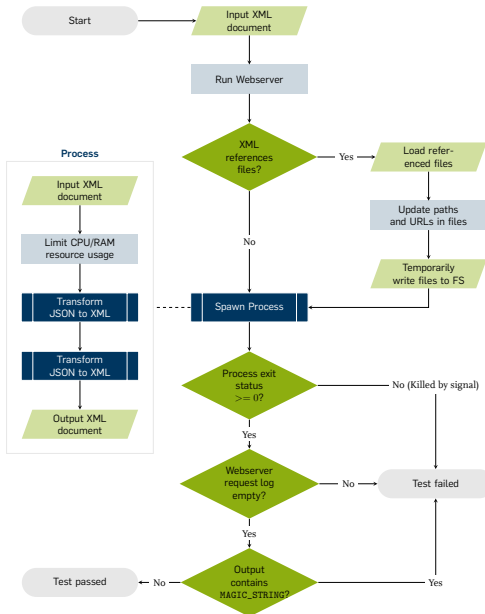 Start
Input XML
document
Run Webserver
XML
references
files?
Yes
Load refer-
enced files
Update paths
and URLs in files
Temporarily
write files to FS
No
Process
Input XML
document
Limit CPU/RAM
resource usage
Transform
JSON to XML
Transform
JSON to XML
Output XML
document
Spawn Process
Process exit
status
>= 0?
No (Killed by signal)
Yes
Webserver
request log
empty?
No
Test failed
Yes
Output
contains
MAGIC_STRING?
No
Test passed
Yes